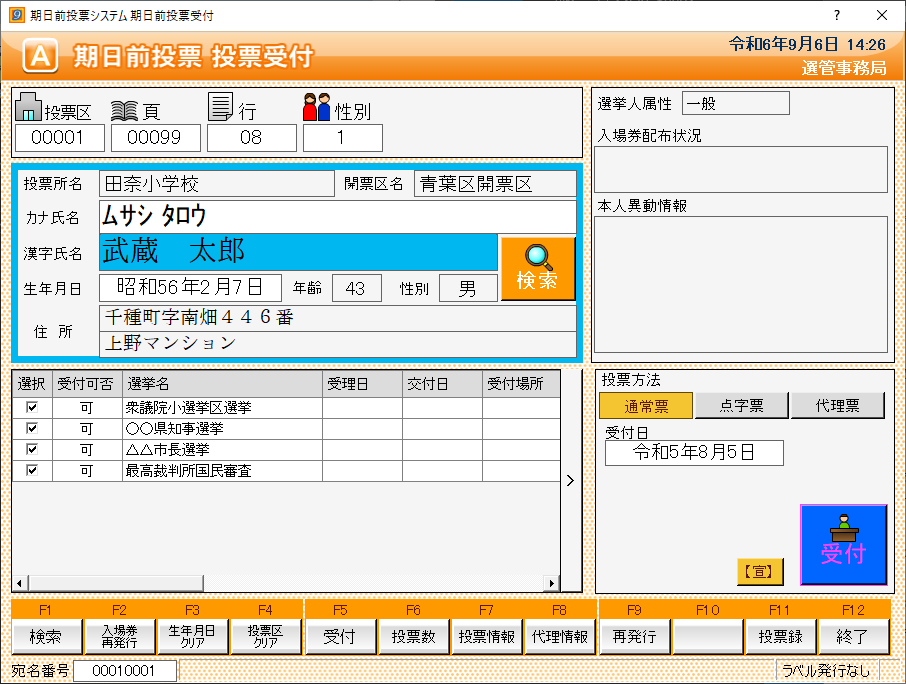 期日前投票システム 期日前投票受付
A 期日前投票 投票受付
令和6年9月6日 14:26
選管事務局
投票区 頁 行 性別
00001 00099 08 1
投票所名 田奈小学校 開票区名 青葉区開票区
カナ氏名 ムサシ タロウ
漢字氏名 武蔵　太郎
検索
生年月日 昭和56年2月7日 年齢 43 性別 男
住 所 千種町字南畑４４６番
上野マンション
選挙人属性 一般
入場券配布状況
本人異動情報
選択 受付可否 選挙名 受理日 交付日 受付場所
可 衆議院小選挙区選挙
可 〇〇県知事選挙
可 △△市長選挙
可 最高裁判所国民審査
>
投票方法
通常票 点字票 代理票
受付日
令和5年8月5日
受付
【宣】
F1 F2 F3 F4 F5 F6 F7 F8 F9 F10 F11 F12
検索 入場券再発行 生年月日クリア 投票区クリア 受付 投票数 投票情報 代理情報 再発行 投票録 終了
宛名番号 00010001 ラベル発行なし